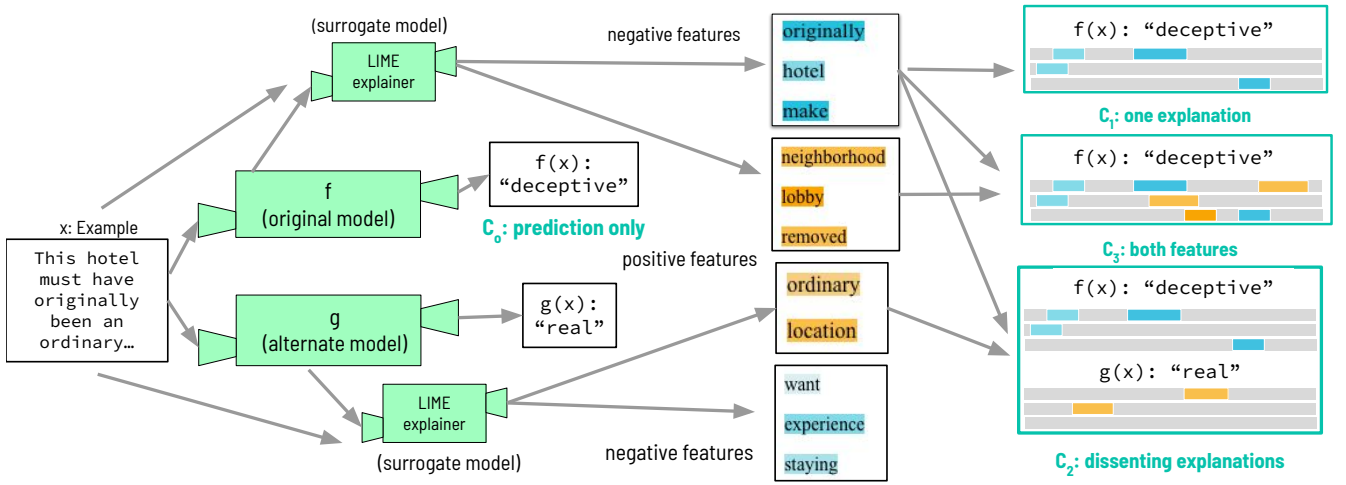 (surrogate model)
LIME
explainer
negative features
originally
hotel
make
f(x): “deceptive”
C1: one explanation
f
(original model)
f(x):
“deceptive”
Co: prediction only
neighborhood
lobby
removed
f(x): “deceptive”
C3: both features
x: Example
This hotel
must have
originally
been an
ordinary…
positive features
g
(alternate model)
g(x):
“real”
ordinary
location
f(x): “deceptive”
g(x): “real”
C2: dissenting explanations
LIME
explainer
(surrogate model)
negative features
want
experience
staying